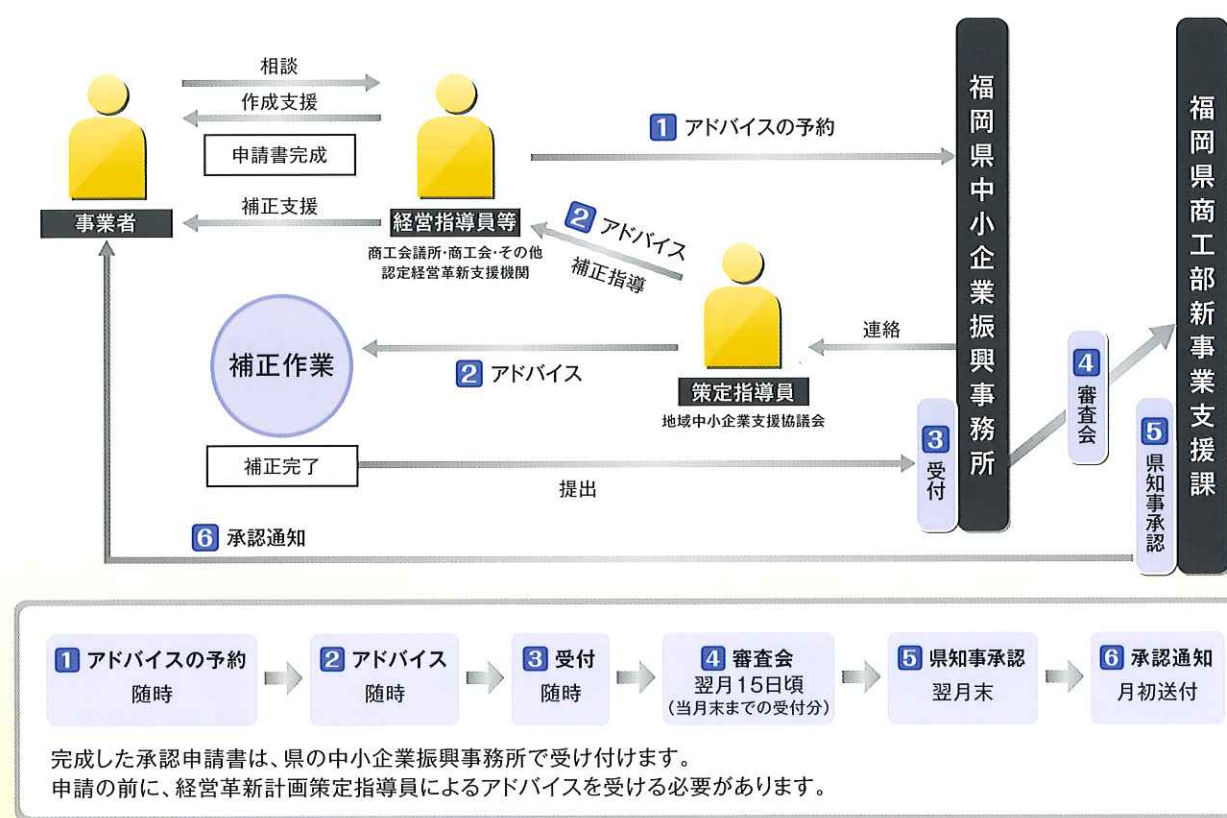 相談
作成支援
申請書完成
事業者
補正支援
経営指導員等
商工会議所・商工会・その他
認定経営革新支援機関
1 アドバイスの予約
2 アドバイス
補正指導
福岡県中小企業振興事務所
福岡県商工部新事業支援課
連絡
策定指導員
地域中小企業支援協議会
補正作業
2 アドバイス
補正完了
提出
3 受付
4 審査会
5 県知事承認
6 承認通知
1 アドバイスの予約
随時
2 アドバイス
随時
3 受付
随時
4 審査会
翌月15日頃
(当月末までの受付分)
5 県知事承認
翌月末
6 承認通知
月初送付
完成した承認申請書は、県の中小企業振興事務所で受け付けます。
申請の前に、経営革新計画策定指導員によるアドバイスを受ける必要があります。